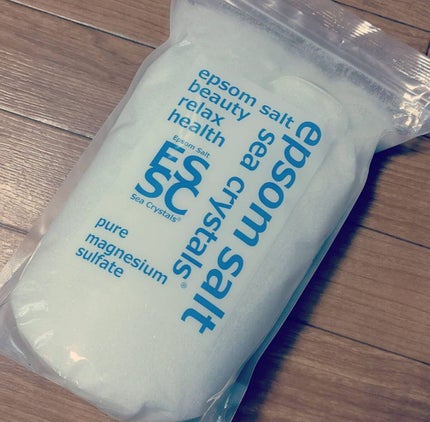 epsom salt
beauty
relax
health
Epsom Salt
ES
SC
Sea Crystals®
pure
magnesium
sulfate
epsom salt
sea crystals®